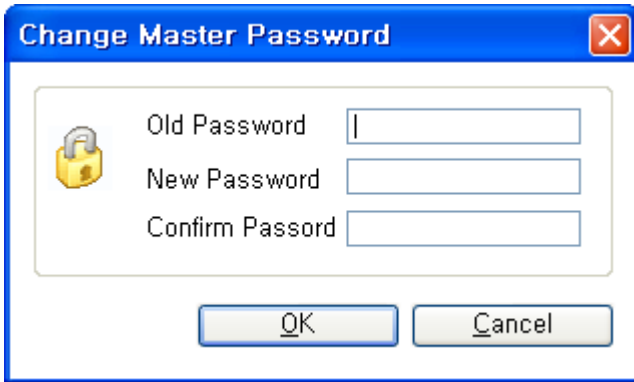 Change Master Password
Old Password
New Password
Confirm Passord
OK Cancel